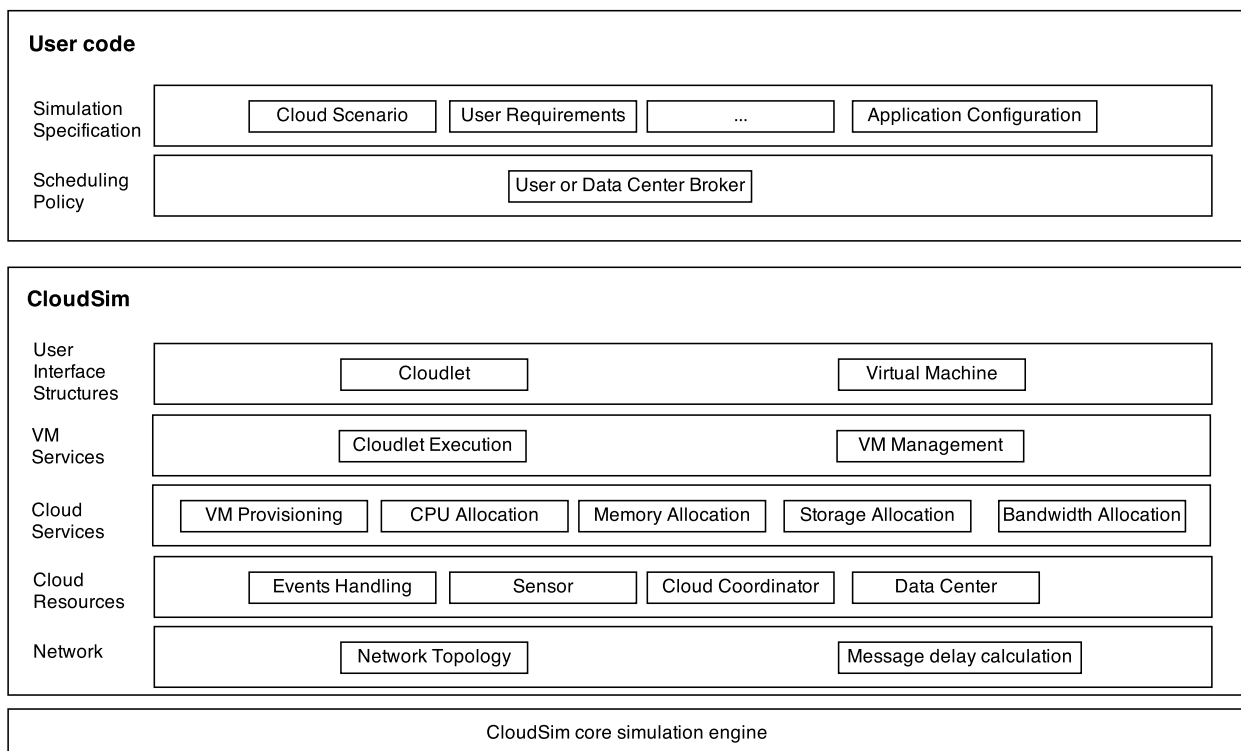 User code
Simulation
Specification
Cloud Scenario
User Requirements
...
Application Configuration
Scheduling
Policy
User or Data Center Broker
CloudSim
User
Interface
Structures
Cloudlet
Virtual Machine
VM
Services
Cloudlet Execution
VM Management
Cloud
Services
VM Provisioning
CPU Allocation
Memory Allocation
Storage Allocation
Bandwidth Allocation
Cloud
Resources
Events Handling
Sensor
Cloud Coordinator
Data Center
Network
Network Topology
Message delay calculation
CloudSim core simulation engine